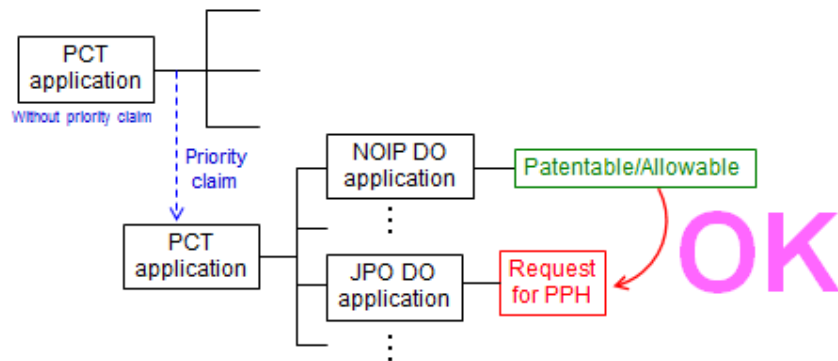 PCT
application
Without priority claim
Priority
claim
NOIP DO
application
Patentable/Allowable
OK
PCT
application
JPO DO
application
Request
for PPH